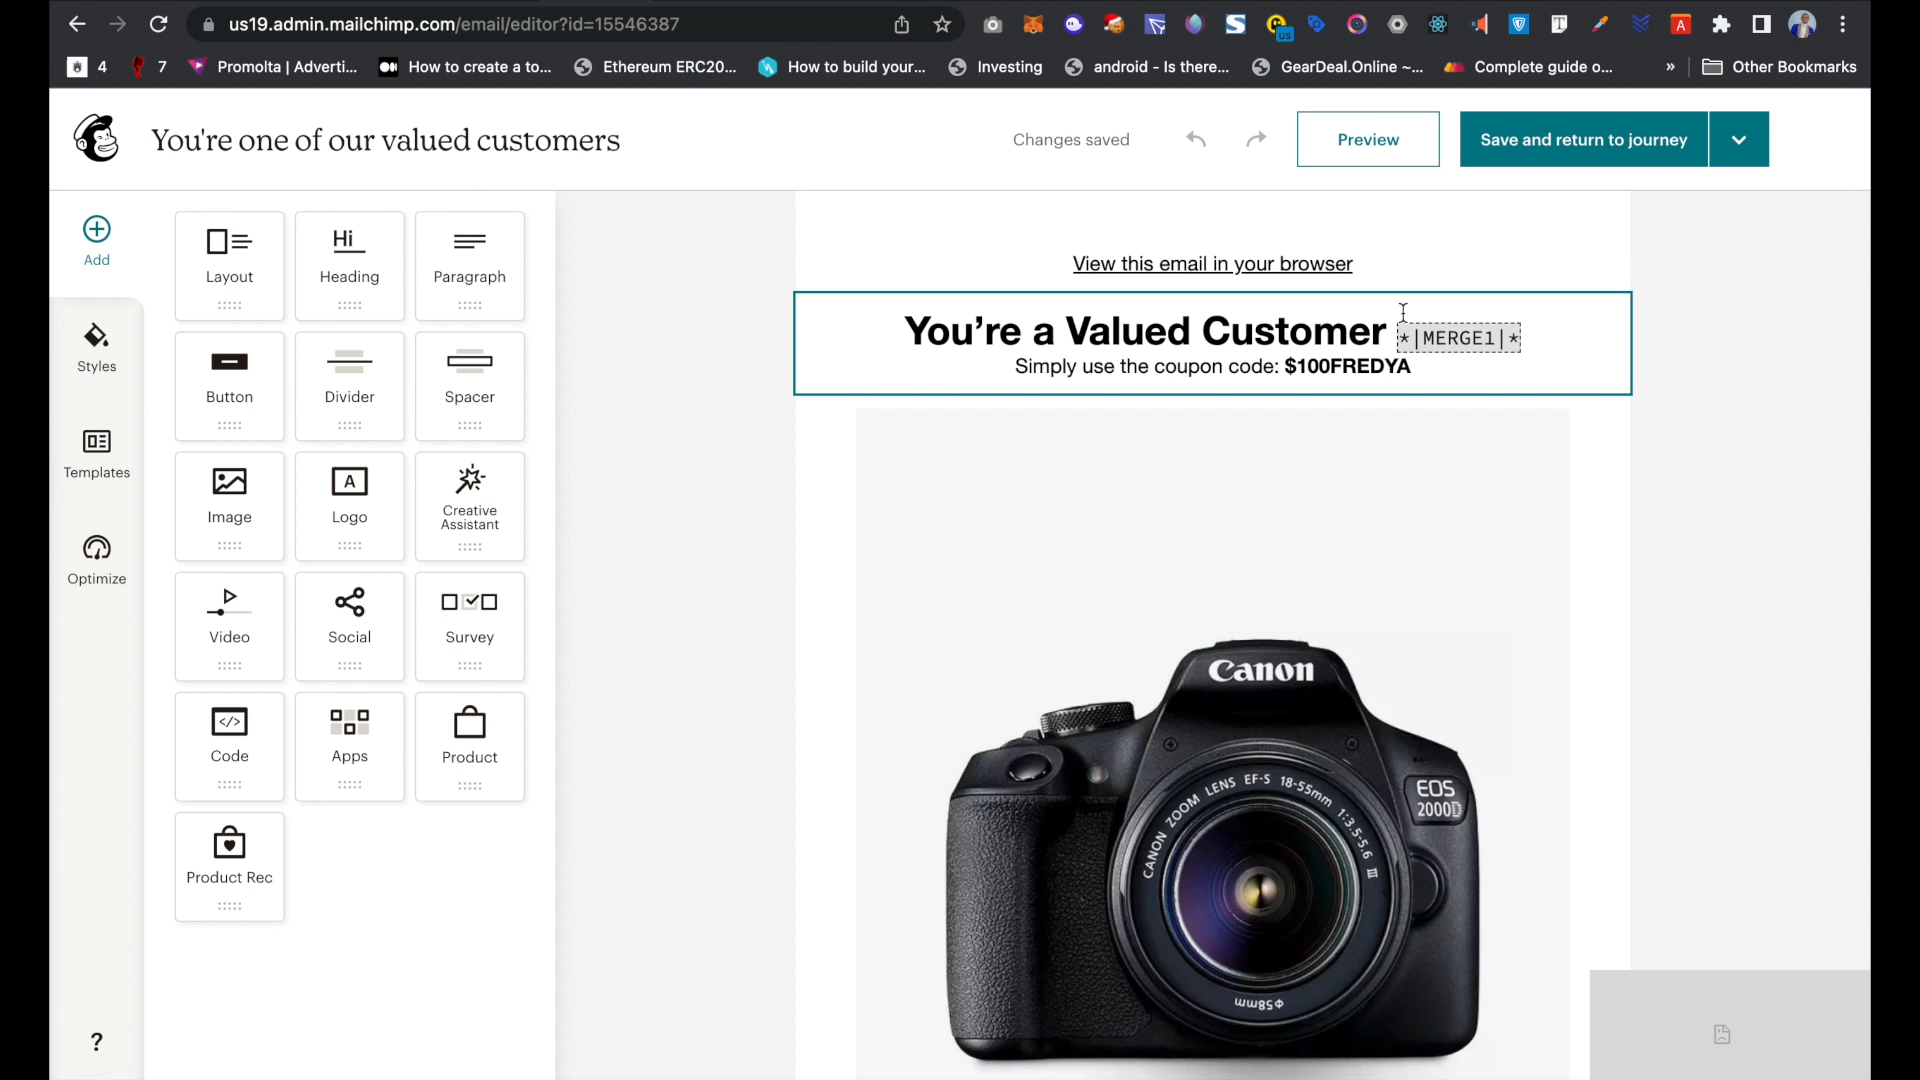 us19.admin.mailchimp.com/email/editor?id=15546387
us
4
7
Promolta | Adverti...
How to create a to...
Ethereum ERC20...
How to build your...
Investing
android - Is there...
GearDeal.Online ~...
Complete guide o...
»
Other Bookmarks
You're one of our valued customers
Changes saved
Preview
Save and return to journey
Add
Styles
Templates
Optimize
?
Layout
Hi
Heading
Paragraph
Button
Divider
Spacer
Image
A
Logo
Creative
Assistant
Video
Social
Survey
</>
Code
Apps
Product
Product Rec
View this email in your browser
You’re a Valued Customer *|MERGE1|*
Simply use the coupon code: $100FREDYA
Canon
EOS
2000D
CANON ZOOM LENS EF-S 18-55mm 1:3.5-5.6 III
Φ58mm